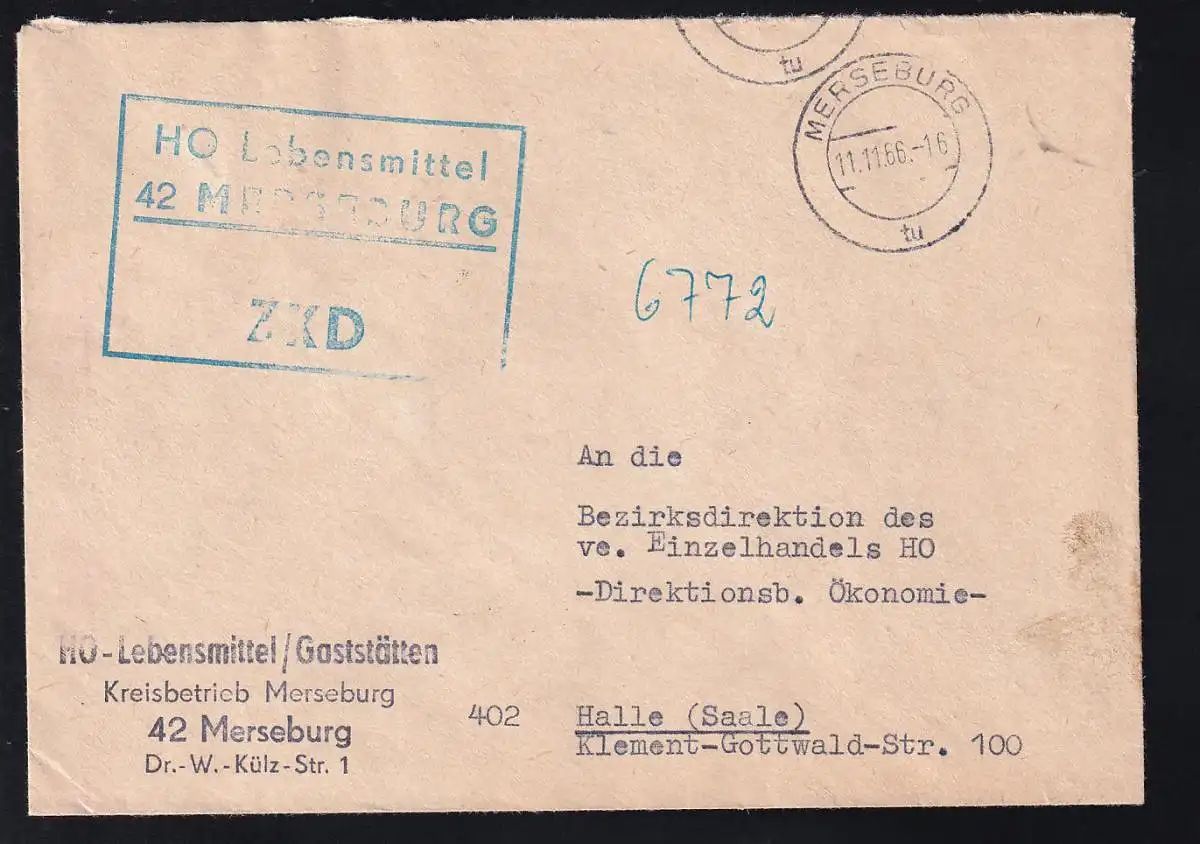 HO Lebensmittel
42 MERSEBURG
ZKD
tu
MERSEBURG
11.11.66.-16
tu
6772
An die
Bezirksdirektion des
ve. Einzelhandels HO
-Direktionsb. Ökonomie-
HO-Lebensmittel/Gaststätten
Kreisbetrieb Merseburg
42 Merseburg
Dr.-W.-Külz-Str. 1
402 Halle (Saale)
Klement-Gottwald-Str. 100